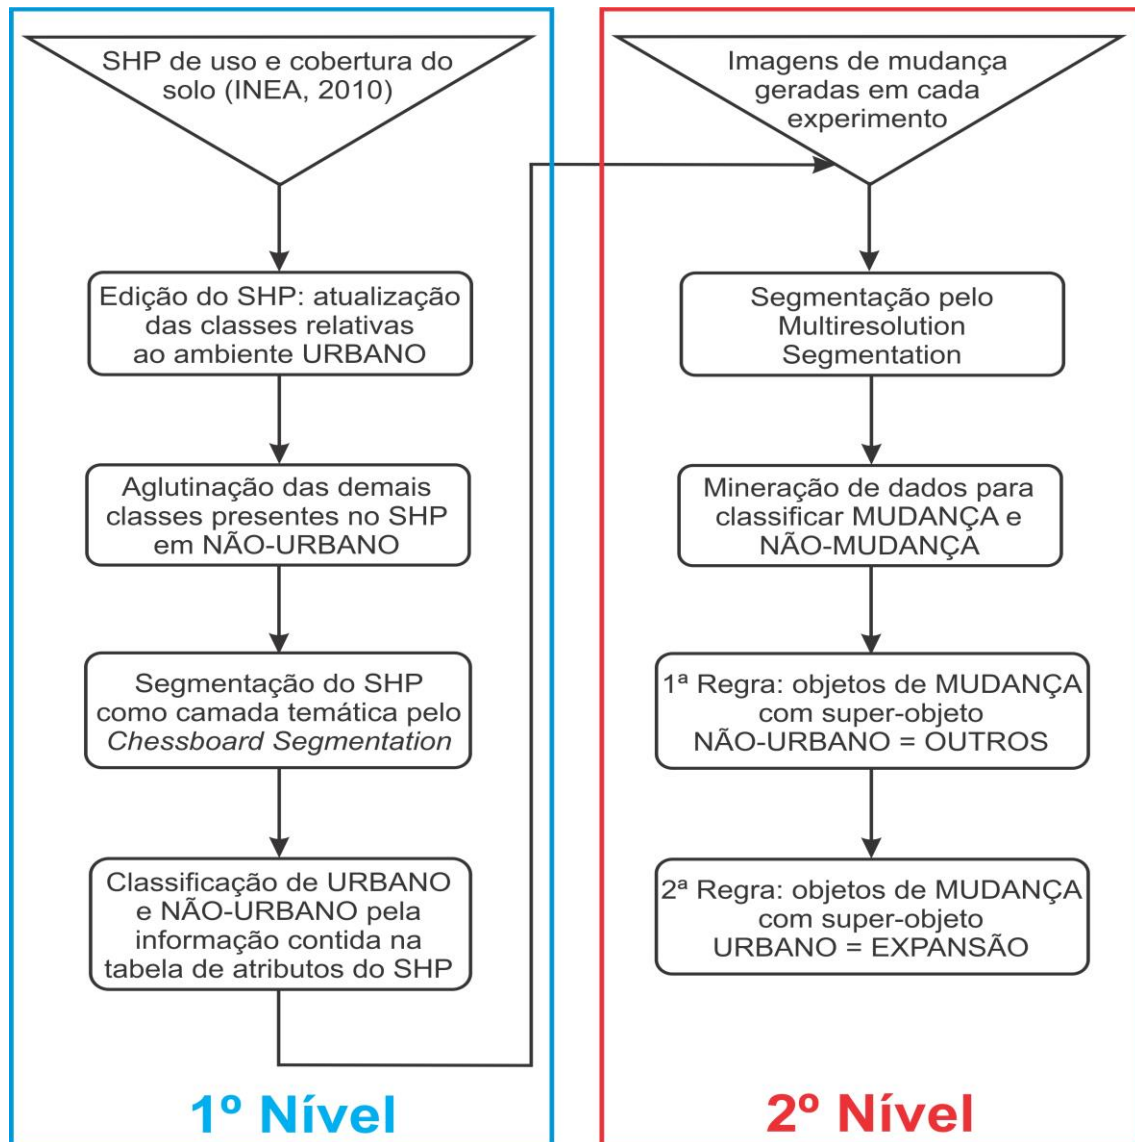 SHP de uso e cobertura do
solo (INEA, 2010)
Edição do SHP: atualização
das classes relativas
ao ambiente URBANO
Aglutinação das demais
classes presentes no SHP
em NÃO-URBANO
Segmentação do SHP
como camada temática pelo
Chessboard Segmentation
Classificação de URBANO
e NÃO-URBANO pela
informação contida na
tabela de atributos do SHP
1º Nível
Imagens de mudança
geradas em cada
experimento
Segmentação pelo
Multiresolution
Segmentation
Mineração de dados para
classificar MUDANÇA e
NÃO-MUDANÇA
1ª Regra: objetos de MUDANÇA
com super-objeto
NÃO-URBANO = OUTROS
2ª Regra: objetos de MUDANÇA
com super-objeto
URBANO = EXPANSÃO
2º Nível